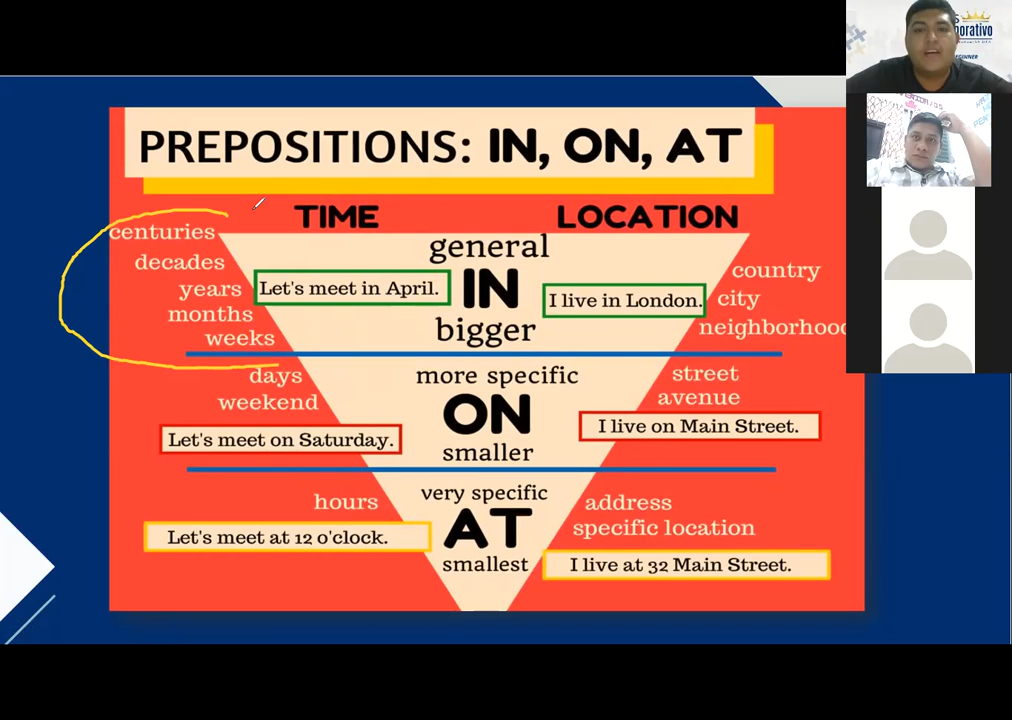 PREPOSITIONS: IN, ON, AT
TIME
LOCATION
centuries
decades
years
months
weeks
Let's meet in April.
general
IN
bigger
I live in London.
country
city
neighborhood
days
weekend
Let's meet on Saturday.
more specific
ON
smaller
street
avenue
I live on Main Street.
hours
Let's meet at 12 o'clock.
very specific
AT
smallest
address
specific location
I live at 32 Main Street.